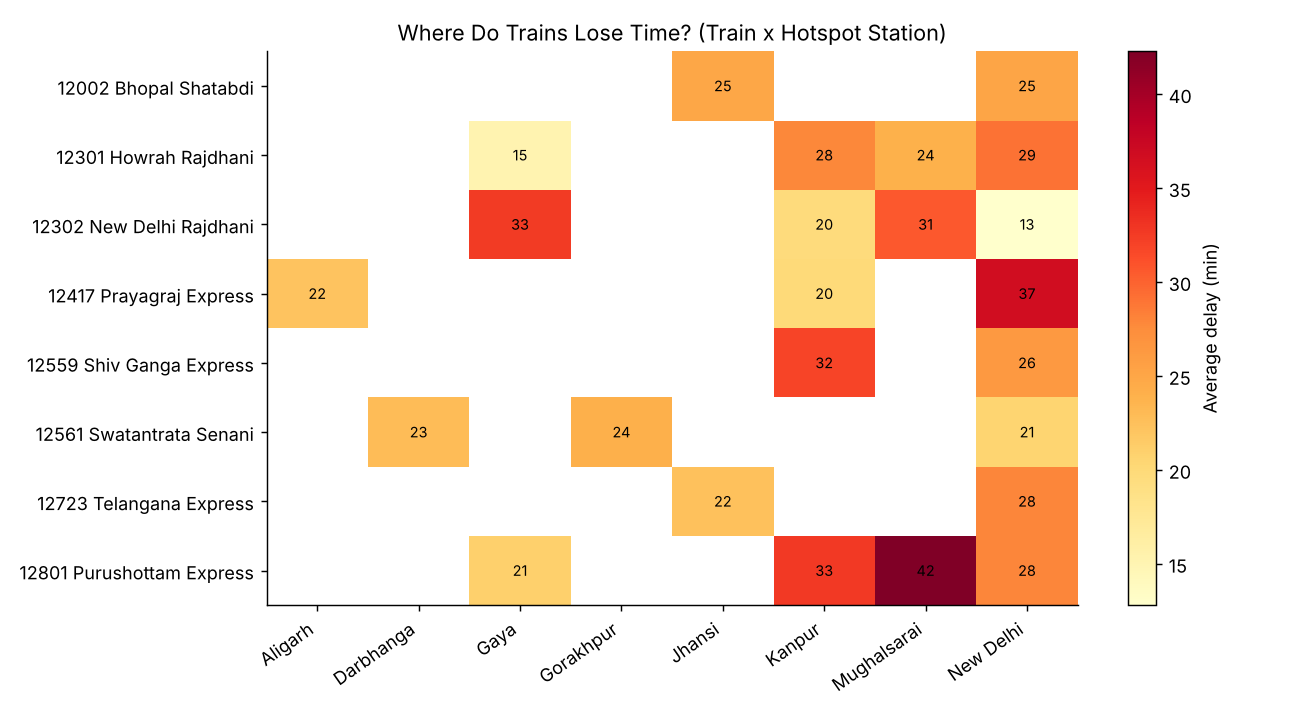 Where Do Trains Lose Time? (Train x Hotspot Station)
12002 Bhopal Shatabdi 25 25
12301 Howrah Rajdhani 15 28 24 29
12302 New Delhi Rajdhani 33 20 31 13
12417 Prayagraj Express 22 20 37
12559 Shiv Ganga Express 32 26
12561 Swatantrata Senani 23 24 21
12723 Telangana Express 22 28
12801 Purushottam Express 21 33 42 28
Aligarh Darbhanga Gaya Gorakhpur Jhansi Kanpur Mughalsarai New Delhi
40
35
30
25
20
15
Average delay (min)